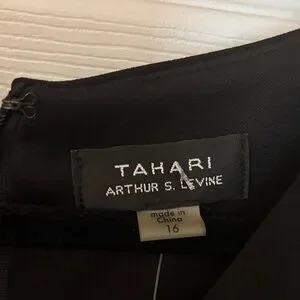 TAHARI
ARTHUR S. LEVINE
made in
China
16